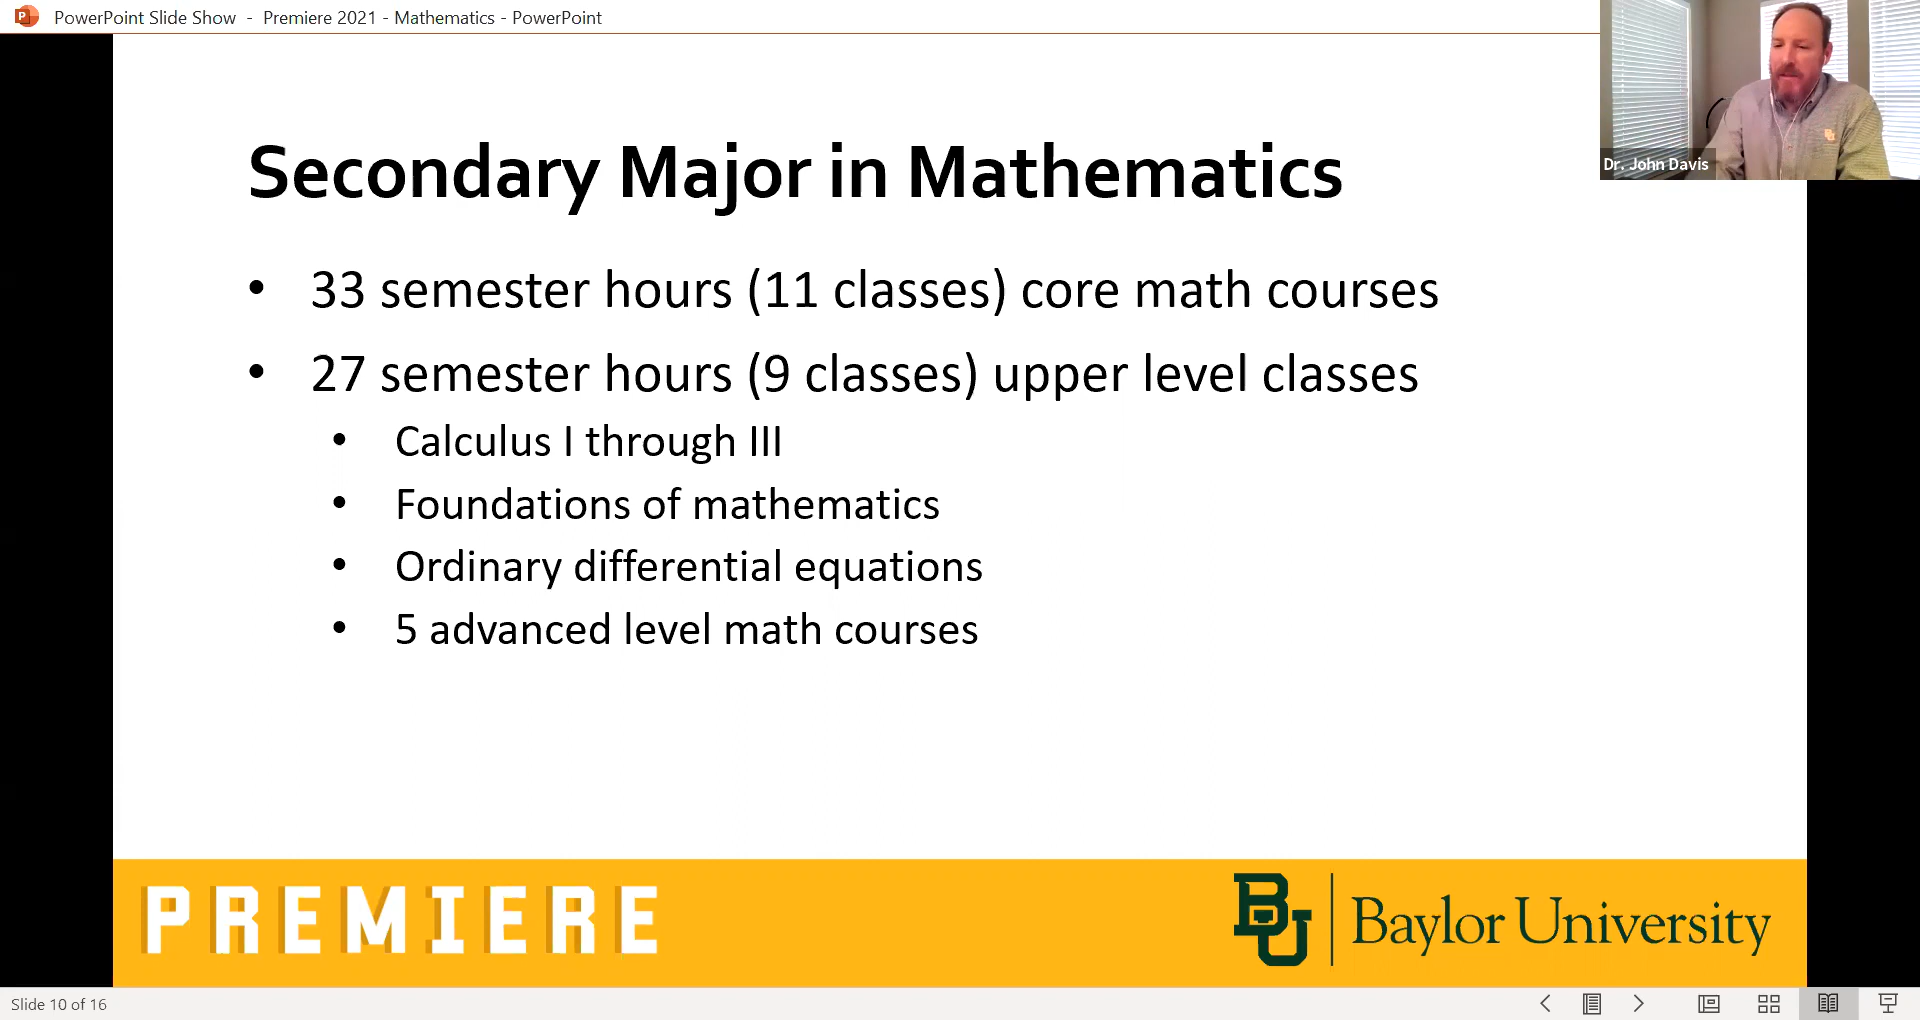 PowerPoint Slide Show - Premiere 2021 - Mathematics - PowerPoint
Dr. John Davis
Secondary Major in Mathematics
• 33 semester hours (11 classes) core math courses
• 27 semester hours (9 classes) upper level classes
• Calculus I through III
• Foundations of mathematics
• Ordinary differential equations
• 5 advanced level math courses
PREMIERE
BU Baylor University
Slide 10 of 16